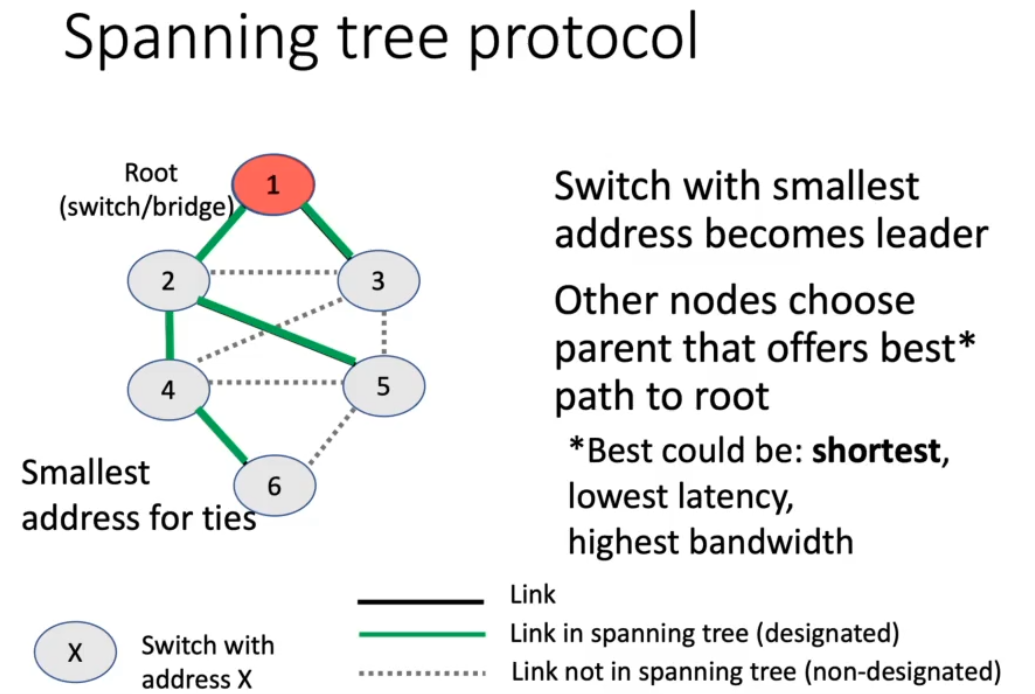 Spanning tree protocol
Root
(switch/bridge)
1
2
3
4
5
6
Smallest
address for ties
Switch with smallest
address becomes leader
Other nodes choose
parent that offers best*
path to root
*Best could be: shortest,
lowest latency,
highest bandwidth
X
Switch with
address X
Link
Link in spanning tree (designated)
Link not in spanning tree (non-designated)